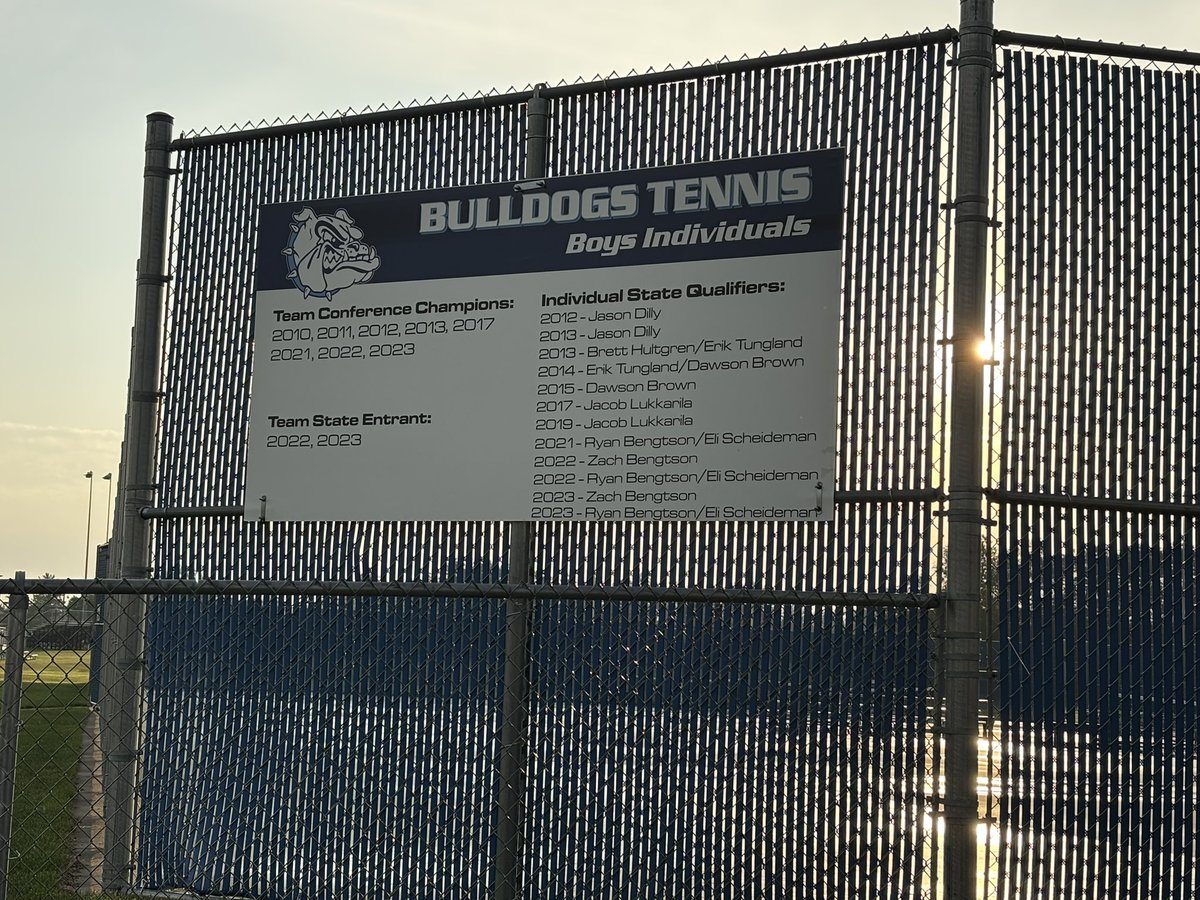 BULLDOGS TENNIS
Boys Individuals
Team Conference Champions:
2010, 2011, 2012, 2013, 2017
2021, 2022, 2023
Team State Entrant:
2022, 2023
Individual State Qualifiers:
2012 - Jason Dilly
2013 - Jason Dilly
2013 - Brett Hultgren/Erik Tungland
2014 - Erik Tungland/Dawson Brown
2015 - Dawson Brown
2017 - Jacob Lukkarila
2019 - Jacob Lukkarila
2021 - Ryan Bengtson/Eli Scheideman
2022 - Zach Bengtson
2022 - Ryan Bengtson/Eli Scheideman
2023 - Zach Bengtson
2023 - Ryan Bengtson/Eli Scheideman